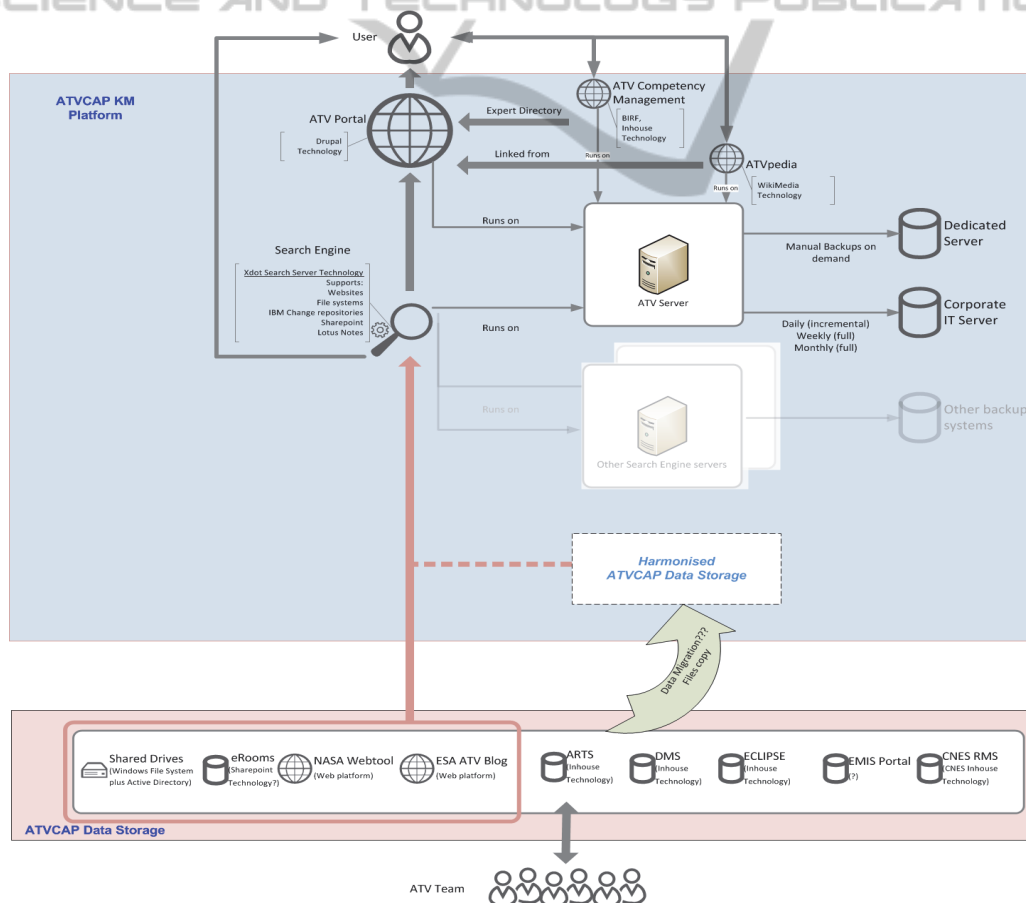 SCIENCE AND TECHNOLOGY PUBLICATIO
User
ATVCAP KM
Platform
ATV Competency
Management
BIRF,
Inhouse
Technology
ATV Portal
Expert Directory
Drupal
Technology
Linked from
Runs on
ATVpedia
Runs on
WikiMedia
Technology
Runs on
Dedicated
Server
Manual Backups on
demand
Search Engine
Xdot Search Server Technology
Supports:
Websites
File systems
IBM Change repositories
Sharepoint
Lotus Notes
ATV Server
Runs on
Corporate
IT Server
Daily (incremental)
Weekly (full)
Monthly (full)
Runs on
Other backup
systems
Other Search Engine servers
Harmonised
ATVCAP Data Storage
Data Migration???
Files copy
Shared Drives
(Windows File System
plus Active Directory)
eRooms
(Sharepoint
Technology?)
NASA Webtool
(Web platform)
ESA ATV Blog
(Web platform)
ARTS
(Inhouse
Technology)
DMS
(Inhouse
Technology)
ECLIPSE
(Inhouse
Technology)
EMIS Portal
(?)
CNES RMS
(CNES Inhouse
Technology)
ATVCAP Data Storage
ATV Team